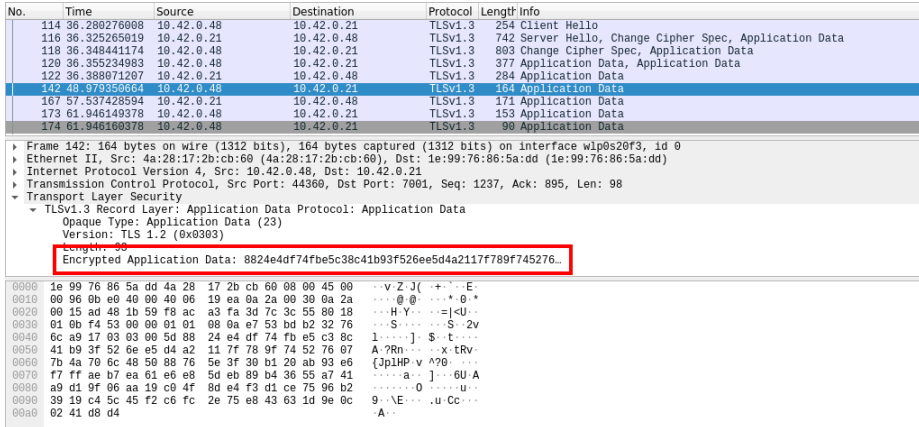 No. Time Source Destination Protocol Length Info
114 36.280276008 10.42.0.48 10.42.0.21 TLSv1.3 254 Client Hello
116 36.325265019 10.42.0.21 10.42.0.48 TLSv1.3 742 Server Hello, Change Cipher Spec, Application Data
118 36.348441174 10.42.0.48 10.42.0.21 TLSv1.3 803 Change Cipher Spec, Application Data
120 36.355234983 10.42.0.21 10.42.0.48 TLSv1.3 377 Application Data, Application Data
122 36.388071207 10.42.0.21 10.42.0.48 TLSv1.3 284 Application Data
142 48.979350664 10.42.0.48 10.42.0.21 TLSv1.3 164 Application Data
167 57.537428594 10.42.0.21 10.42.0.48 TLSv1.3 171 Application Data
173 61.946149378 10.42.0.48 10.42.0.21 TLSv1.3 153 Application Data
174 61.946160378 10.42.0.48 10.42.0.21 TLSv1.3 90 Application Data
Frame 142: 164 bytes on wire (1312 bits), 164 bytes captured (1312 bits) on interface wlp0s20f3, id 0
Ethernet II, Src: 4a:28:17:2b:cb:60 (4a:28:17:2b:cb:60), Dst: 1e:99:76:86:5a:dd (1e:99:76:86:5a:dd)
Internet Protocol Version 4, Src: 10.42.0.48, Dst: 10.42.0.21
Transmission Control Protocol, Src Port: 44360, Dst Port: 7001, Seq: 1237, Ack: 895, Len: 98
Transport Layer Security
TLSv1.3 Record Layer: Application Data Protocol: Application Data
Opaque Type: Application Data (23)
Version: TLS 1.2 (0x0303)
Length: 93
Encrypted Application Data: 8824e4df74fbe5c38c41b93f526ee5d4a2117f789f745276…
0000 1e 99 76 86 5a dd 4a 28 17 2b cb 60 08 00 45 00 ··v·Z·J( ·+·`··E·
0010 00 96 0b e0 40 00 40 06 19 ea 0a 2a 00 30 0a 2a ····@·@· ···*·0·*
0020 00 15 ad 48 1b 59 f8 ac a3 fa 3d 7c 3c 55 80 18 ···H·Y·· ··=|<U··
0030 01 0b f4 53 00 00 01 01 08 0a e7 53 bd b2 32 76 ···S···· ···S··2v
0040 6c a9 17 03 03 00 5d 88 24 e4 df 74 fb e5 c3 8c l·····]· $··t····
0050 41 b9 3f 52 6e e5 d4 a2 11 7f 78 9f 74 52 76 07 A·?Rn··· ··x·tRv·
0060 7b 4a 70 6c 48 50 88 76 5e 3f 30 b1 20 ab 93 e6 {JplHP·v ^?0· ···
0070 f7 ff ae b7 ea 61 e6 e8 5d eb 89 b4 36 55 a7 41 ·····a·· ]···6U·A
0080 a9 d1 9f 06 aa 19 c0 4f 8d e4 f3 d1 ce 75 96 b2 ·······O ·····u··
0090 39 19 c4 5c 45 f2 c6 fc 2e 75 e8 43 63 1d 9e 0c 9··\E··· .u·Cc···
00a0 02 41 d8 d4 ·A··